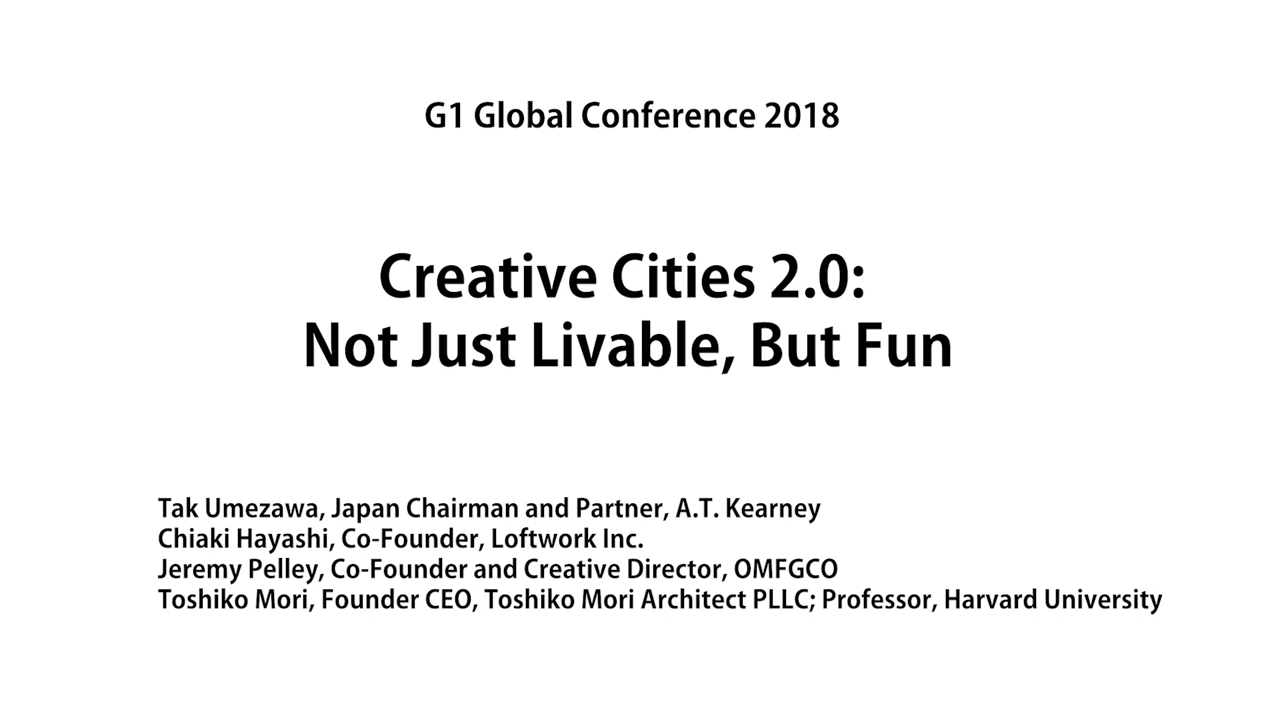 G1 Global Conference 2018
Creative Cities 2.0:
Not Just Livable, But Fun
Tak Umezawa, Japan Chairman and Partner, A.T. Kearney
Chiaki Hayashi, Co-Founder, Loftwork Inc.
Jeremy Pelley, Co-Founder and Creative Director, OMFGCO
Toshiko Mori, Founder CEO, Toshiko Mori Architect PLLC; Professor, Harvard University